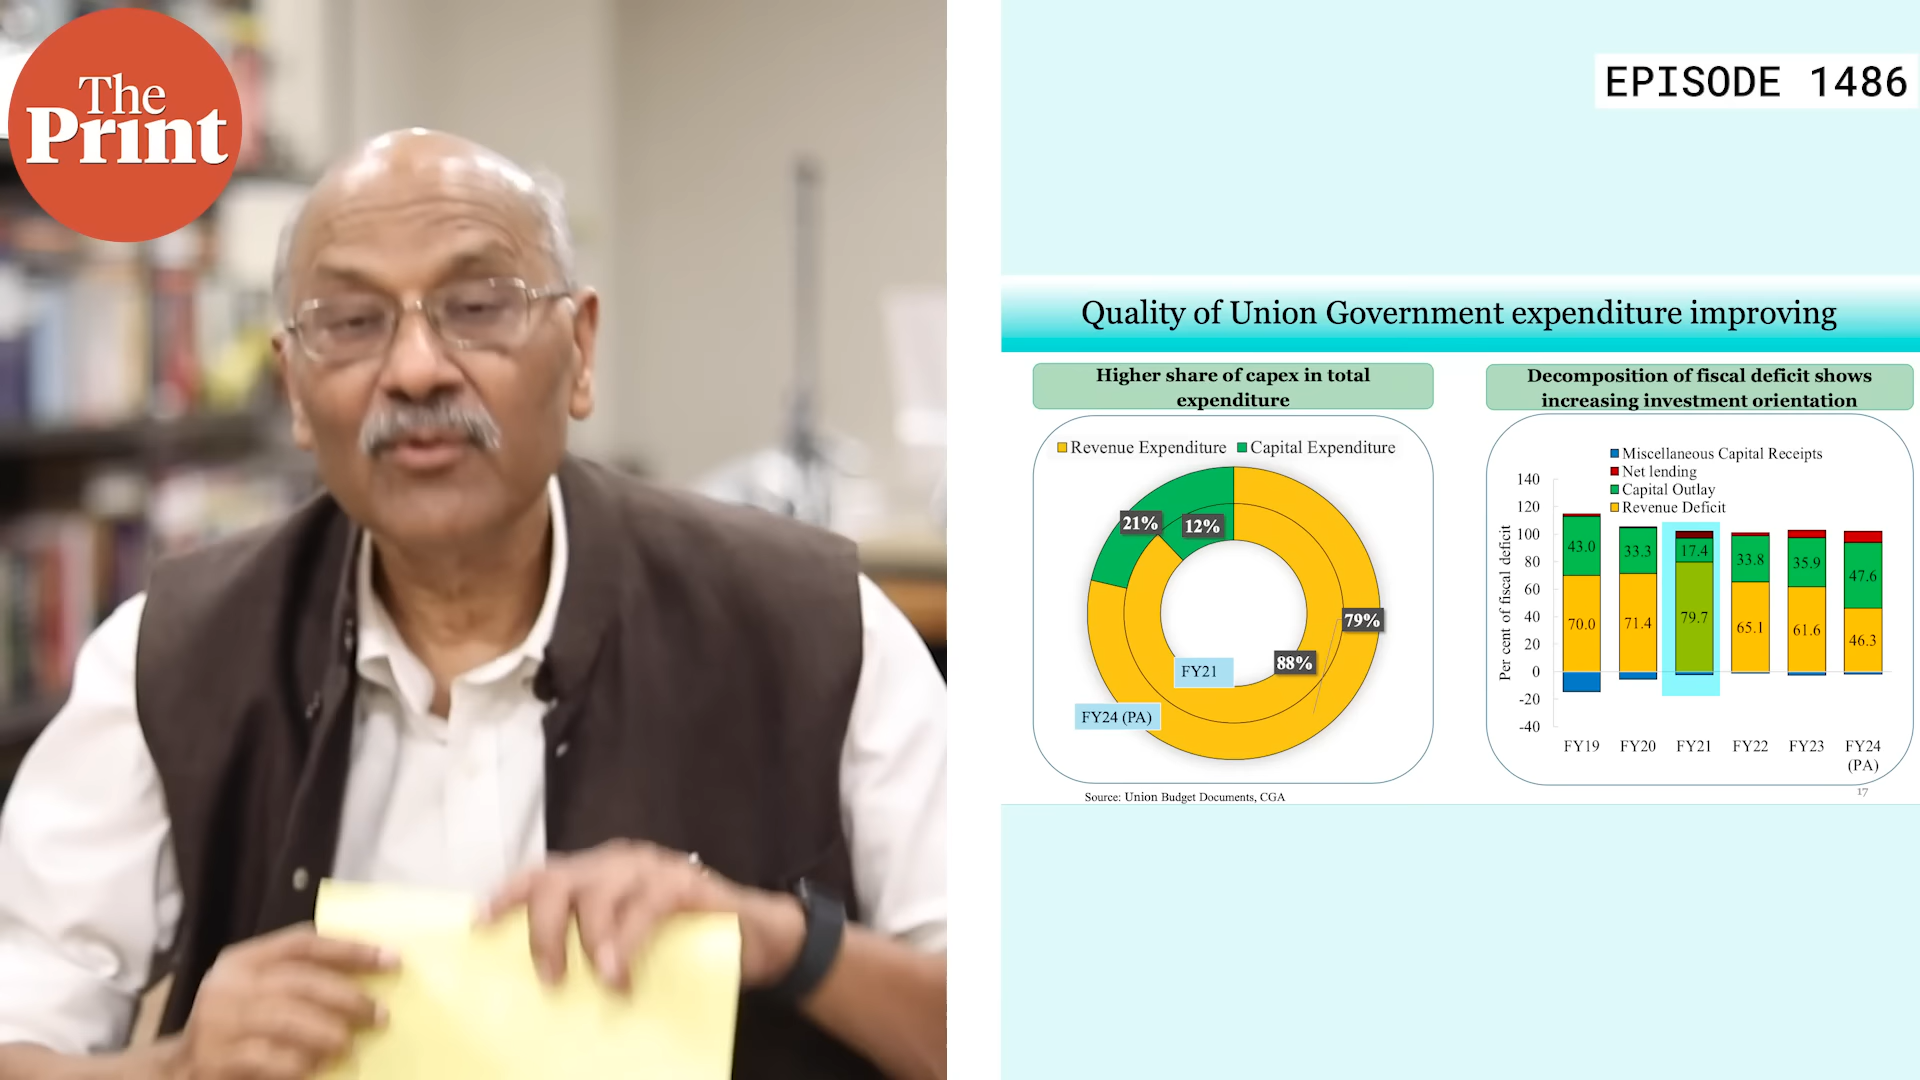 The
Print
EPISODE 1486
Quality of Union Government expenditure improving
Higher share of capex in total
expenditure
Revenue Expenditure Capital Expenditure
21%
12%
79%
88%
FY21
FY24 (PA)
Source: Union Budget Documents, CGA
Decomposition of fiscal deficit shows
increasing investment orientation
Miscellaneous Capital Receipts
Net lending
Capital Outlay
Revenue Deficit
Per cent of fiscal deficit
140
120
100
80
60
40
20
0
-20
-40
43.0
33.3
17.4
33.8
35.9
47.6
70.0
71.4
79.7
65.1
61.6
46.3
FY19 FY20 FY21 FY22 FY23 FY24
(PA)
17